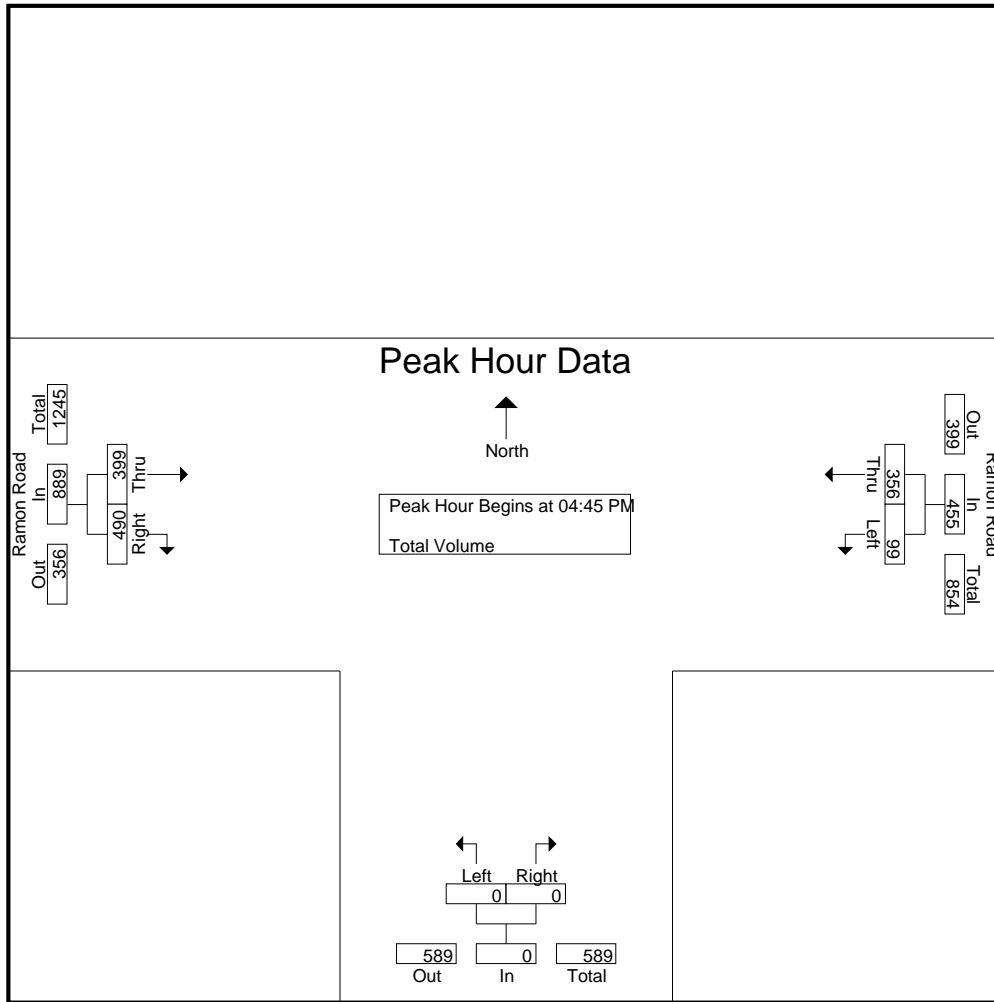 Peak Hour Data
North
Peak Hour Begins at 04:45 PM
Total Volume
Ramon Road
Total
1245
In
889
Out
356
399
Thru
490
Right
Ramon Road
Out
399
In
455
Total
854
356
Thru
99
Left
Left Right
0 0
589 0 589
Out In Total